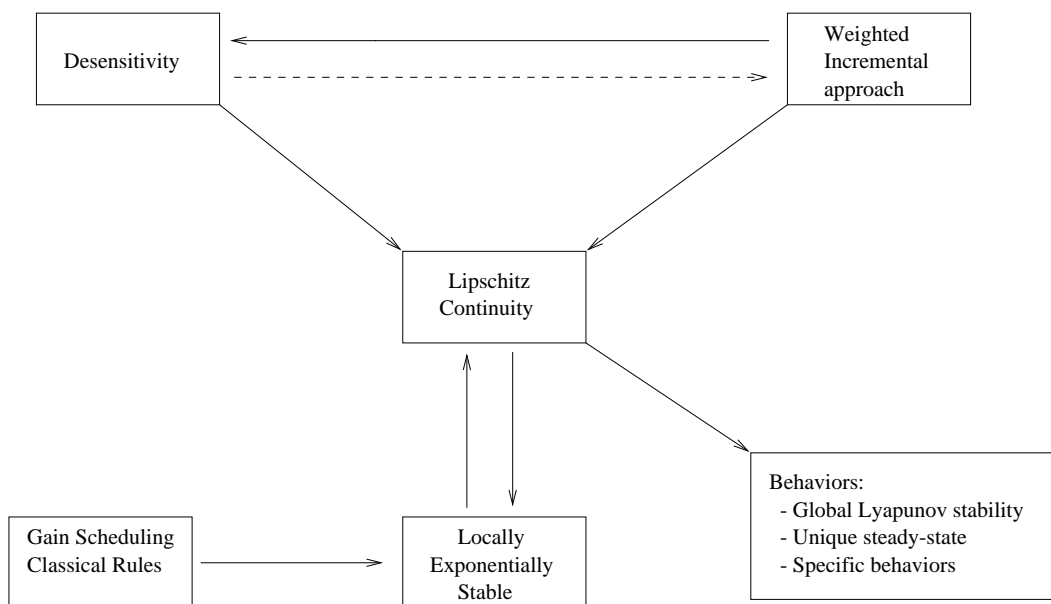 Desensitivity
Weighted
Incremental
approach
Lipschitz
Continuity
Behaviors:
- Global Lyapunov stability
- Unique steady-state
- Specific behaviors
Gain Scheduling
Classical Rules
Locally
Exponentially
Stable